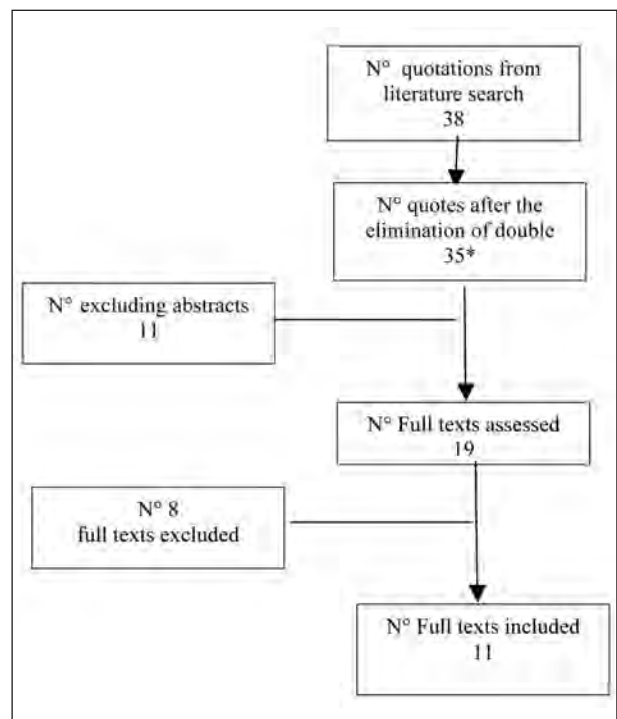 N° quotations from
literature search
38
N° quotes after the
elimination of double
35*
N° excluding abstracts
11
N° Full texts assessed
19
N° 8
full texts excluded
N° Full texts included
11